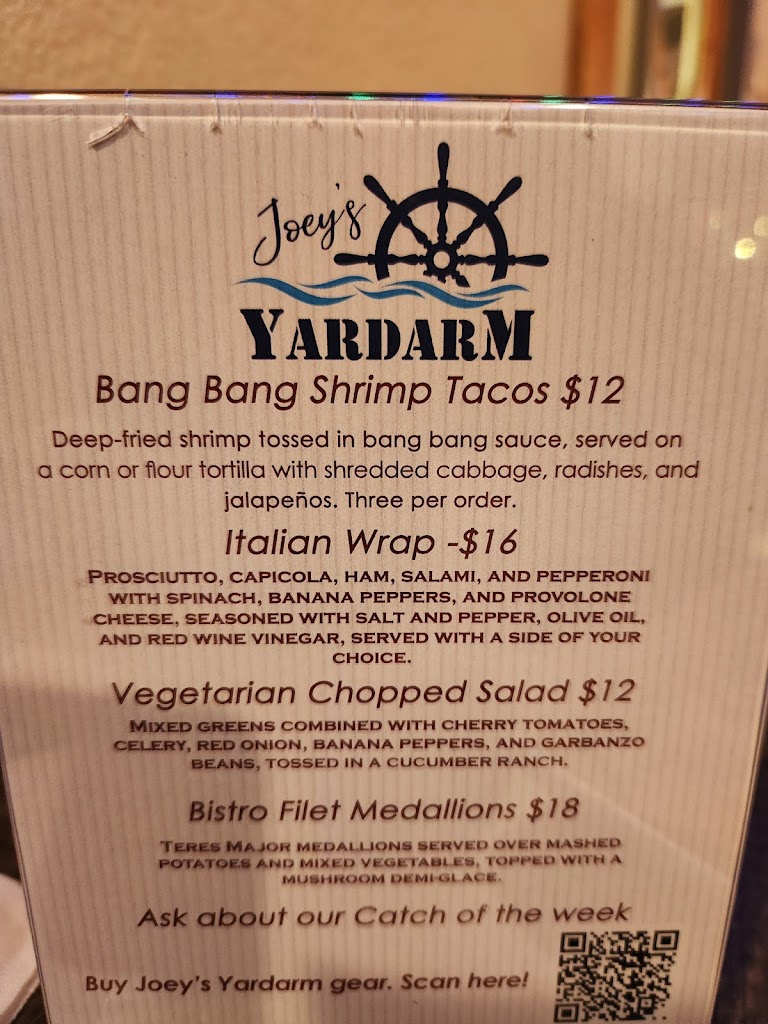 Joey's
YARDARM
Bang Bang Shrimp Tacos $12
Deep-fried shrimp tossed in bang bang sauce, served on
a corn or flour tortilla with shredded cabbage, radishes, and
jalapeños. Three per order.
Italian Wrap -$16
PROSCIUTTO, CAPICOLA, HAM, SALAMI, AND PEPPERONI
WITH SPINACH, BANANA PEPPERS, AND PROVOLONE
CHEESE, SEASONED WITH SALT AND PEPPER, OLIVE OIL,
AND RED WINE VINEGAR, SERVED WITH A SIDE OF YOUR
CHOICE.
Vegetarian Chopped Salad $12
MIXED GREENS COMBINED WITH CHERRY TOMATOES,
CELERY, RED ONION, BANANA PEPPERS, AND GARBANZO
BEANS, TOSSED IN A CUCUMBER RANCH.
Bistro Filet Medallions $18
TERES MAJOR MEDALLIONS SERVED OVER MASHED
POTATOES AND MIXED VEGETABLES, TOPPED WITH A
MUSHROOM DEMI-GLACE.
Ask about our Catch of the week
Buy Joey's Yardarm gear. Scan here!